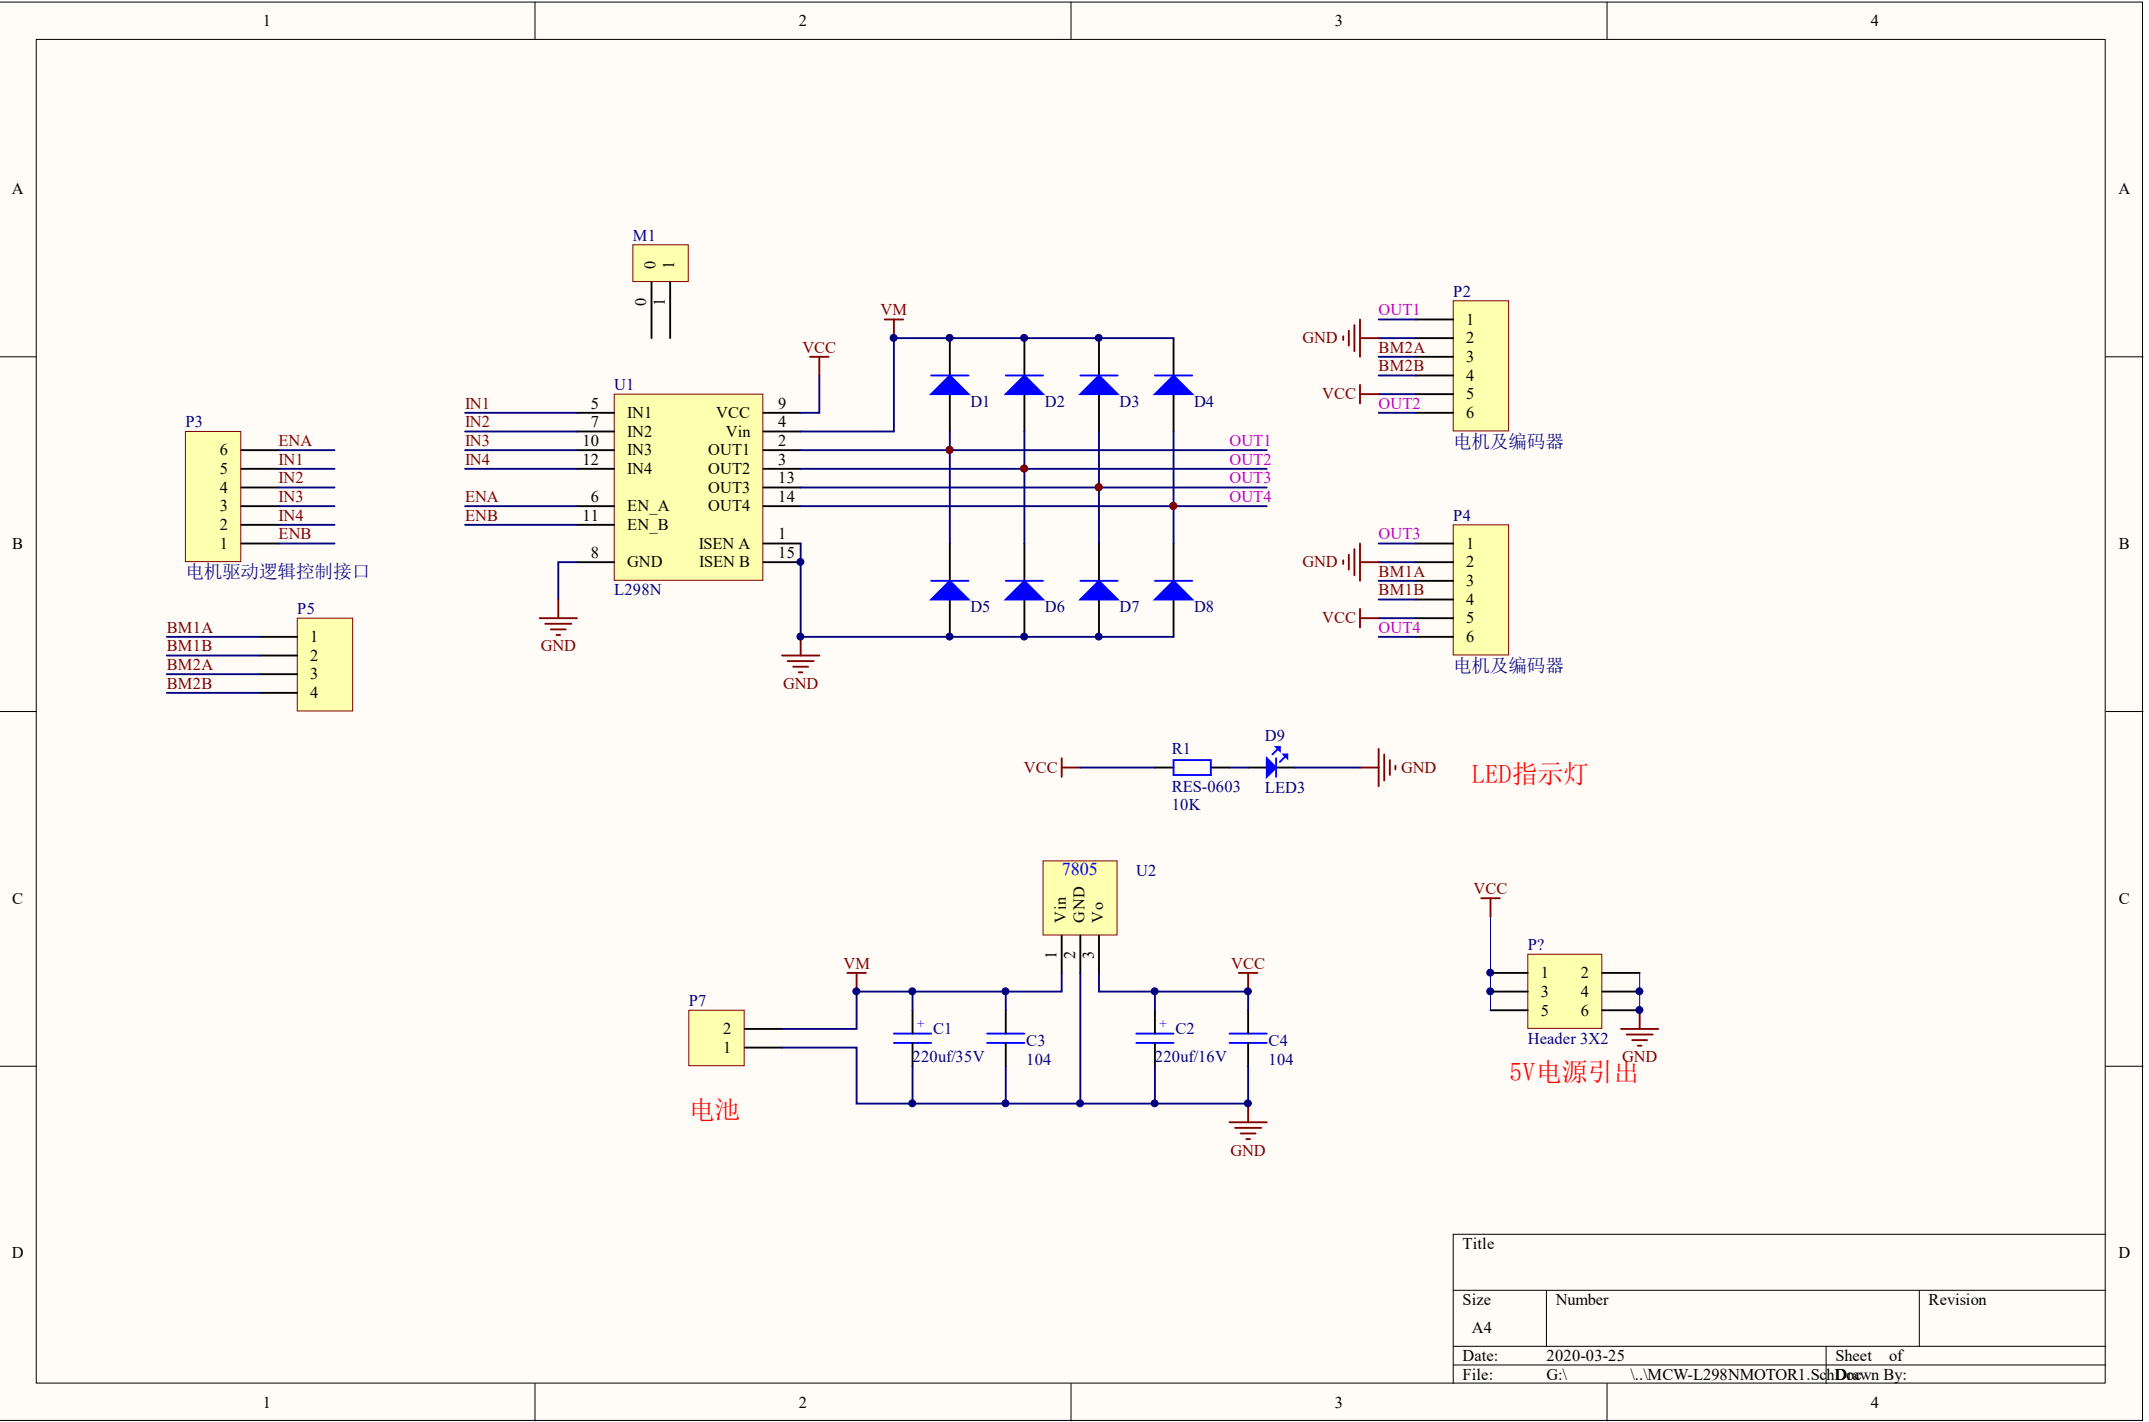 1 2 3 4
A A
M1
0 1
0 1
P2
OUT1 1
GND 2
BM2A 3
BM2B 4
VCC 5
OUT2 6
电机及编码器
VM
VCC
D1 D2 D3 D4
U1
IN1 5 IN1 VCC 9
IN2 7 IN2 Vin 4
IN3 10 IN3 OUT1 2 OUT1
IN4 12 IN4 OUT2 3 OUT2
OUT3 13 OUT3
ENA 6 EN_A OUT4 14 OUT4
ENB 11 EN_B
ISEN A 1
8 GND ISEN B 15
L298N
GND
D5 D6 D7 D8
GND
P3
6 ENA
5 IN1
4 IN2
3 IN3
2 IN4
1 ENB
电机驱动逻辑控制接口
B B
P4
OUT3 1
GND 2
BM1A 3
BM1B 4
VCC 5
OUT4 6
电机及编码器
P5
BM1A 1
BM1B 2
BM2A 3
BM2B 4
R1 D9
VCC GND LED指示灯
RES-0603 LED3
10K
7805 U2
Vin GND Vo
1 2 3
C C
VM VCC
P7
2
1
+ C1
220uf/35V
C3
104
+ C2
220uf/16V
C4
104
GND
电池
VCC
P?
1 2
3 4
5 6
Header 3X2
GND
5V电源引出
D D
Title
Size Number Revision
A4
Date: 2020-03-25 Sheet of
File: G:\ \..\MCW-L298NMOTOR1.SchDoc Drawn By:
1 2 3 4